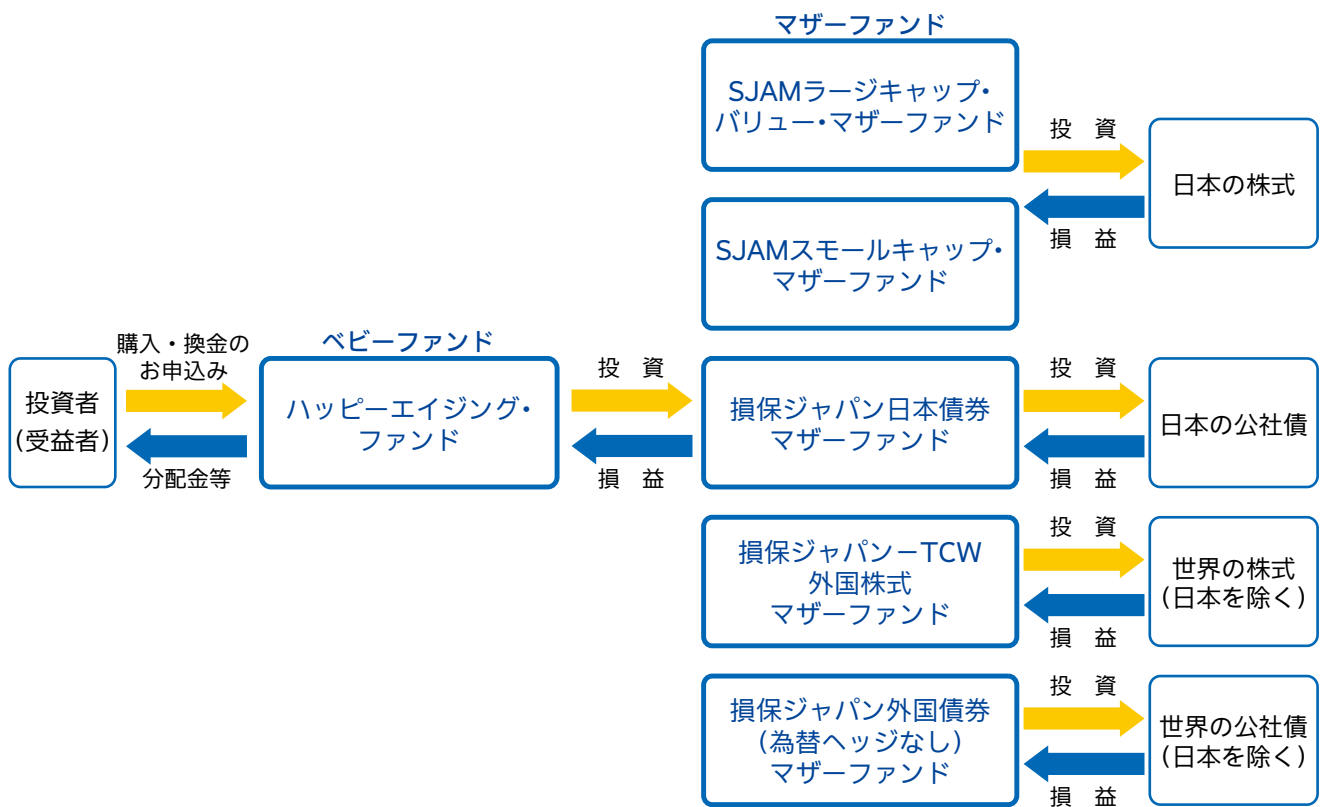 マザーファンド
SJAMラージキャップ・
バリュー・マザーファンド
投　資
日本の株式
損　益
SJAMスモールキャップ・
マザーファンド
購入・換金の
お申込み
投資者
(受益者)
分配金等
ベビーファンド
ハッピーエイジング・
ファンド
投　資
損　益
損保ジャパン日本債券
マザーファンド
投　資
日本の公社債
損　益
損保ジャパン－TCW
外国株式
マザーファンド
投　資
世界の株式
(日本を除く)
損　益
損保ジャパン外国債券
(為替ヘッジなし)
マザーファンド
投　資
世界の公社債
(日本を除く)
損　益